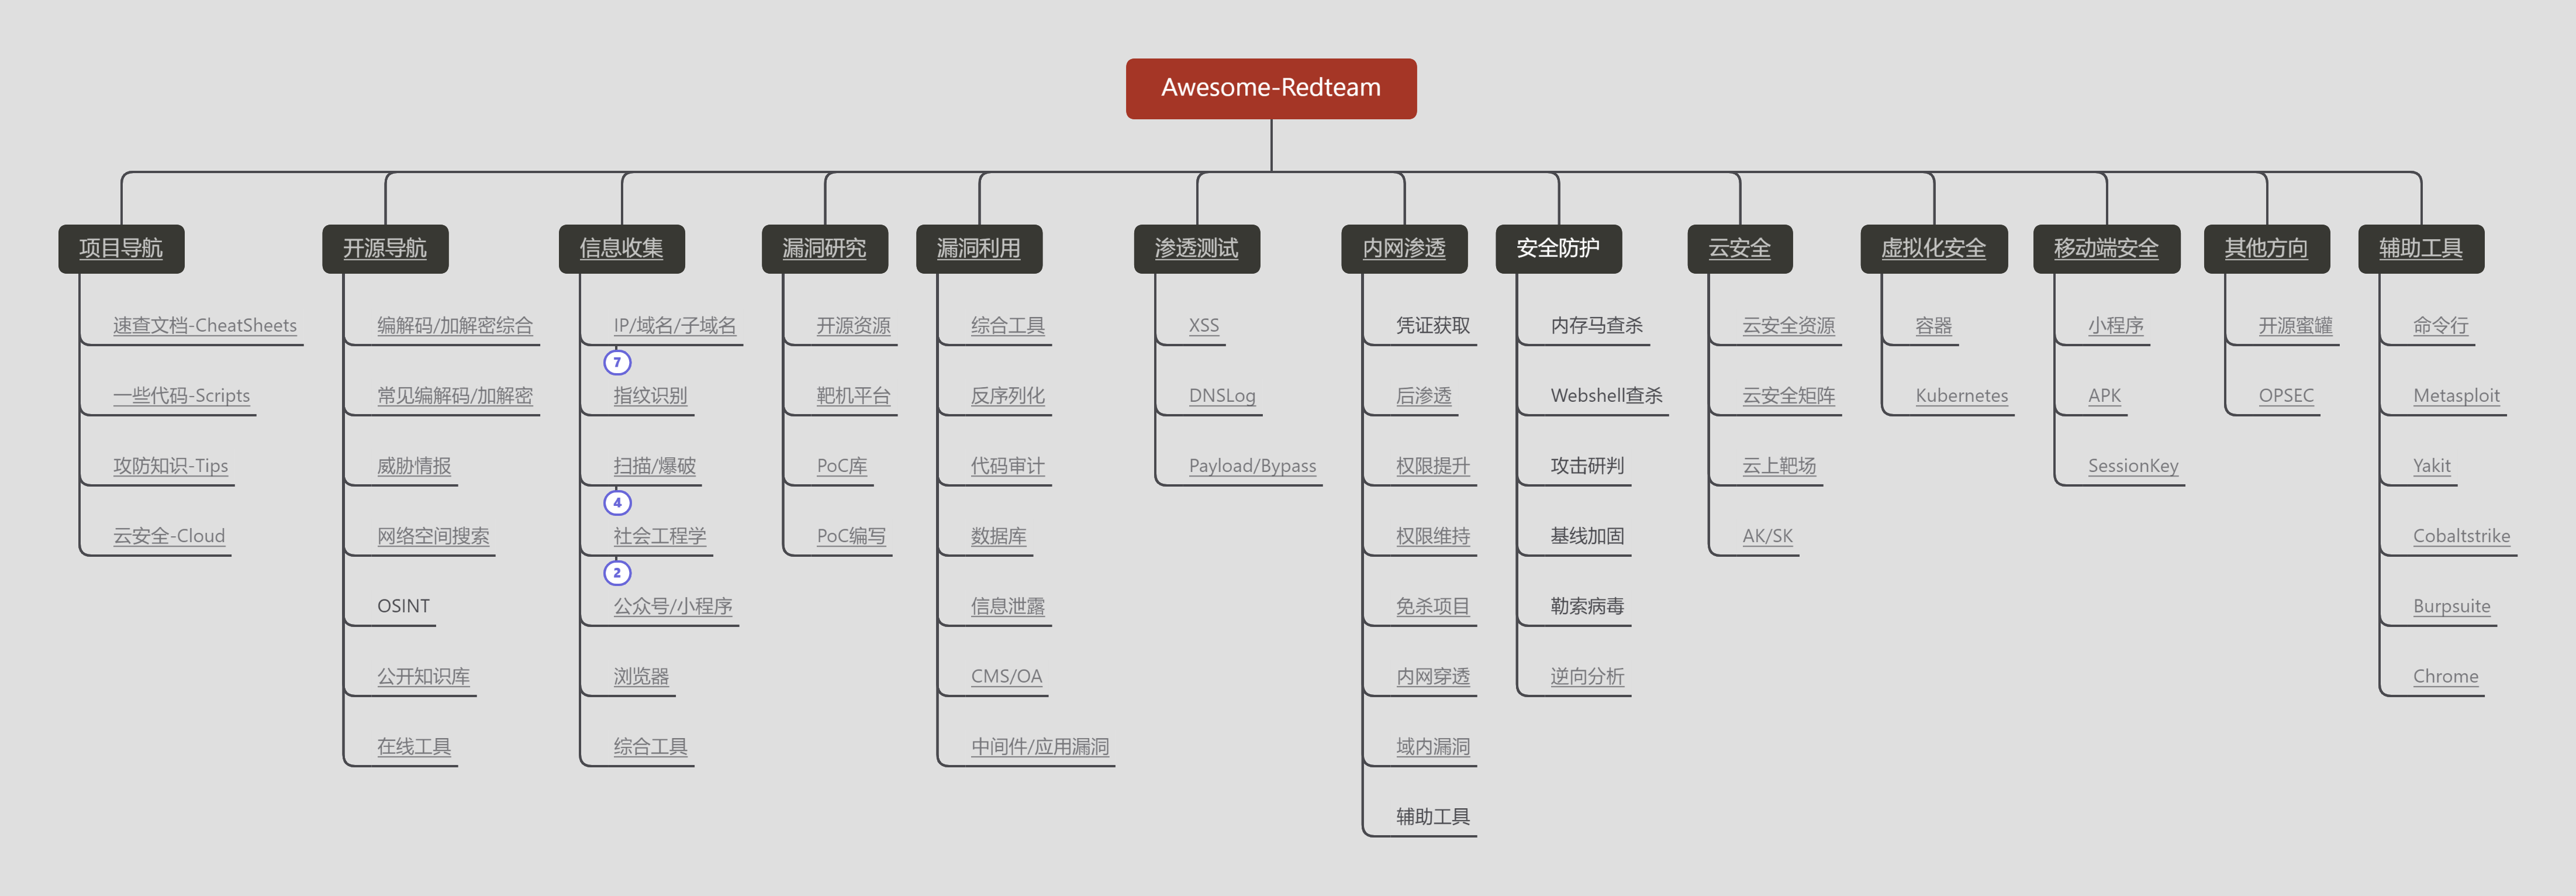 Awesome-Redteam
项目导航
速查文档-CheatSheets
一些代码-Scripts
攻防知识-Tips
云安全-Cloud
开源导航
编解码/加解密综合
常见编解码/加解密
威胁情报
网络空间搜索
OSINT
公开知识库
在线工具
信息收集
IP/域名/子域名
7
指纹识别
扫描/爆破
4
社会工程学
2
公众号/小程序
浏览器
综合工具
漏洞研究
开源资源
靶机平台
PoC库
PoC编写
漏洞利用
综合工具
反序列化
代码审计
数据库
信息泄露
CMS/OA
中间件/应用漏洞
渗透测试
XSS
DNSLog
Payload/Bypass
内网渗透
凭证获取
后渗透
权限提升
权限维持
免杀项目
内网穿透
域内漏洞
辅助工具
安全防护
内存马查杀
Webshell查杀
攻击研判
基线加固
勒索病毒
逆向分析
云安全
云安全资源
云安全矩阵
云上靶场
AK/SK
虚拟化安全
容器
Kubernetes
移动端安全
小程序
APK
SessionKey
其他方向
开源蜜罐
OPSEC
辅助工具
命令行
Metasploit
Yakit
Cobaltstrike
Burpsuite
Chrome